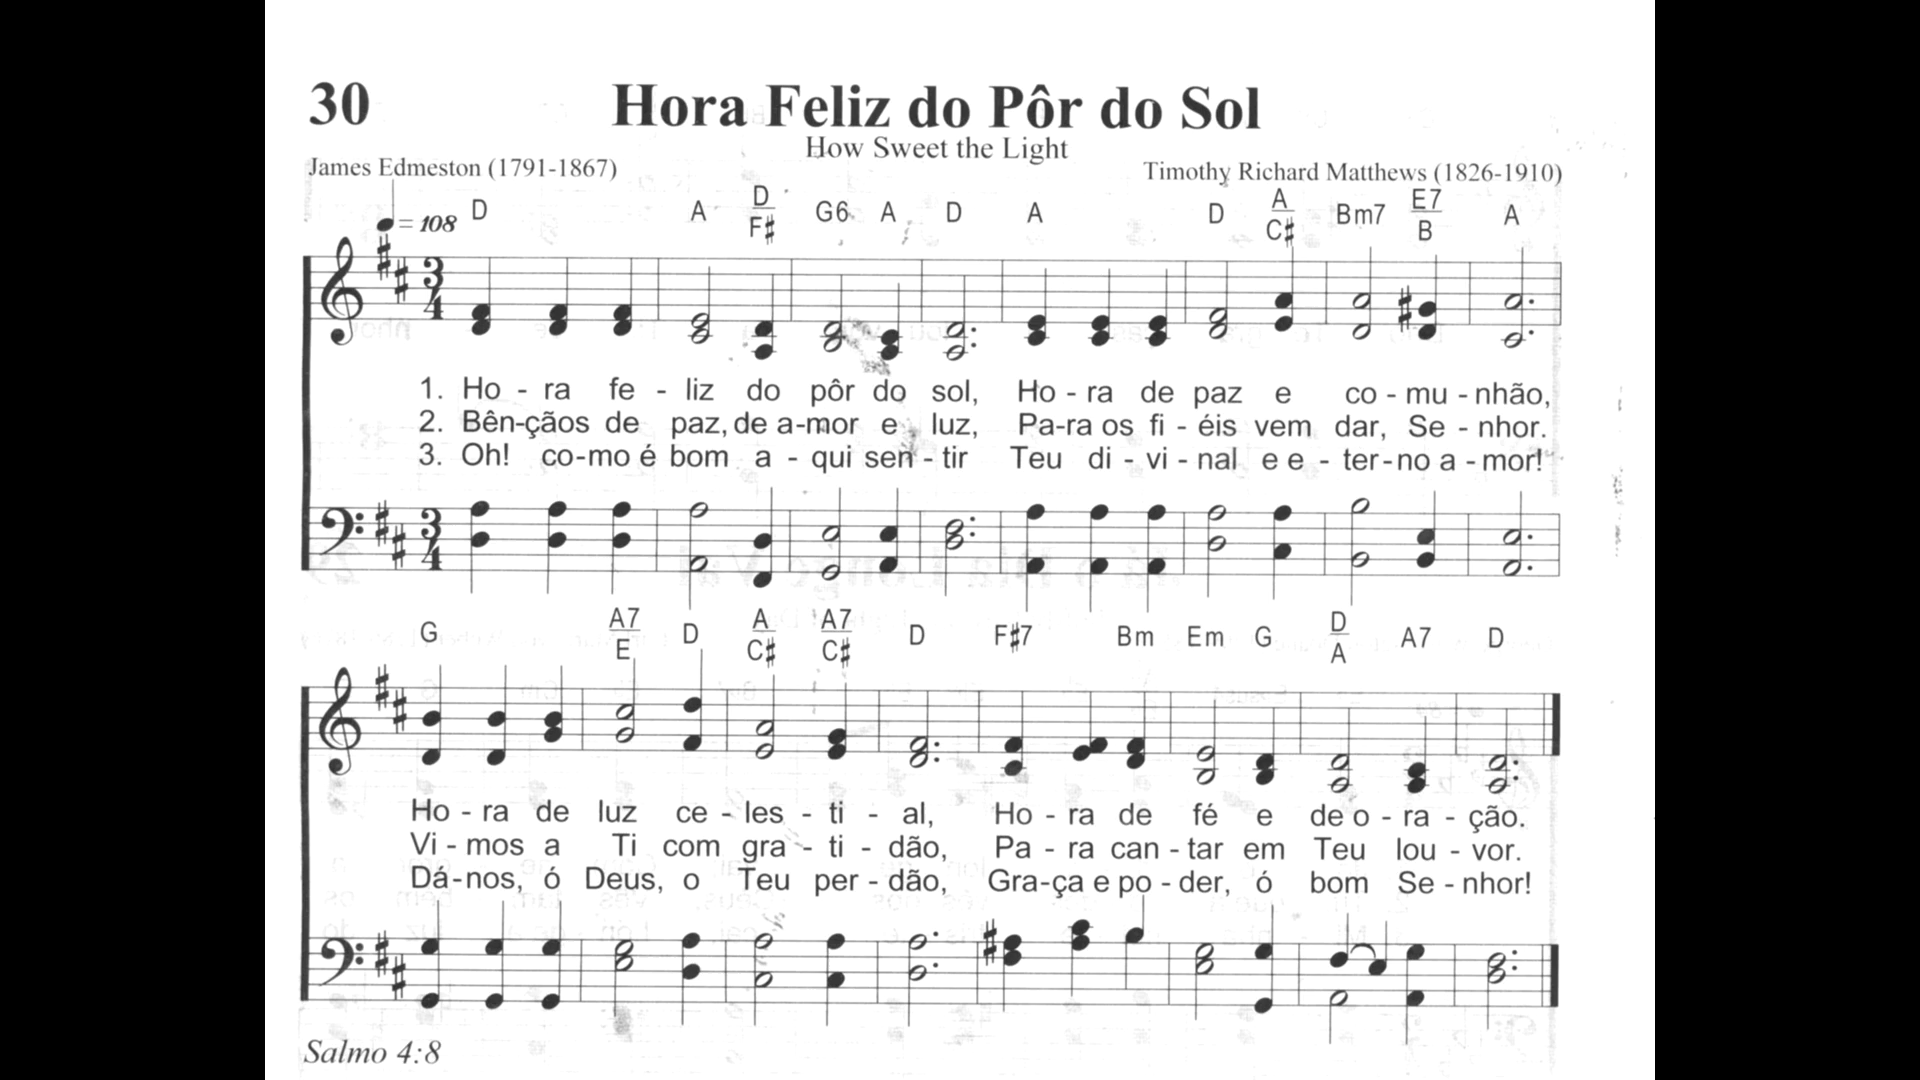 30
Hora Feliz do Pôr do Sol
How Sweet the Light
James Edmeston (1791-1867)
Timothy Richard Matthews (1826-1910)
= 108 D A D/F# G6 A D A D A/C# Bm7 E7/B A
3/4
1. Ho - ra fe - liz do pôr do sol, Ho - ra de paz e co - mu - nhão,
2. Bên-çãos de paz, de a-mor e luz, Pa-ra os fi - éis vem dar, Se - nhor.
3. Oh! co-mo é bom a - qui sen - tir Teu di - vi - nal e e - ter - no a - mor!
3/4
G A7/E D A/C# A7/C# D F#7 Bm Em G D/A A7 D
Ho - ra de luz ce - les - ti - al, Ho - ra de fé e de o - ra - ção.
Vi - mos a Ti com gra - ti - dão, Pa - ra can - tar em Teu lou - vor.
Dá-nos, ó Deus, o Teu per - dão, Gra-ça e po - der, ó bom Se - nhor!
Salmo 4:8